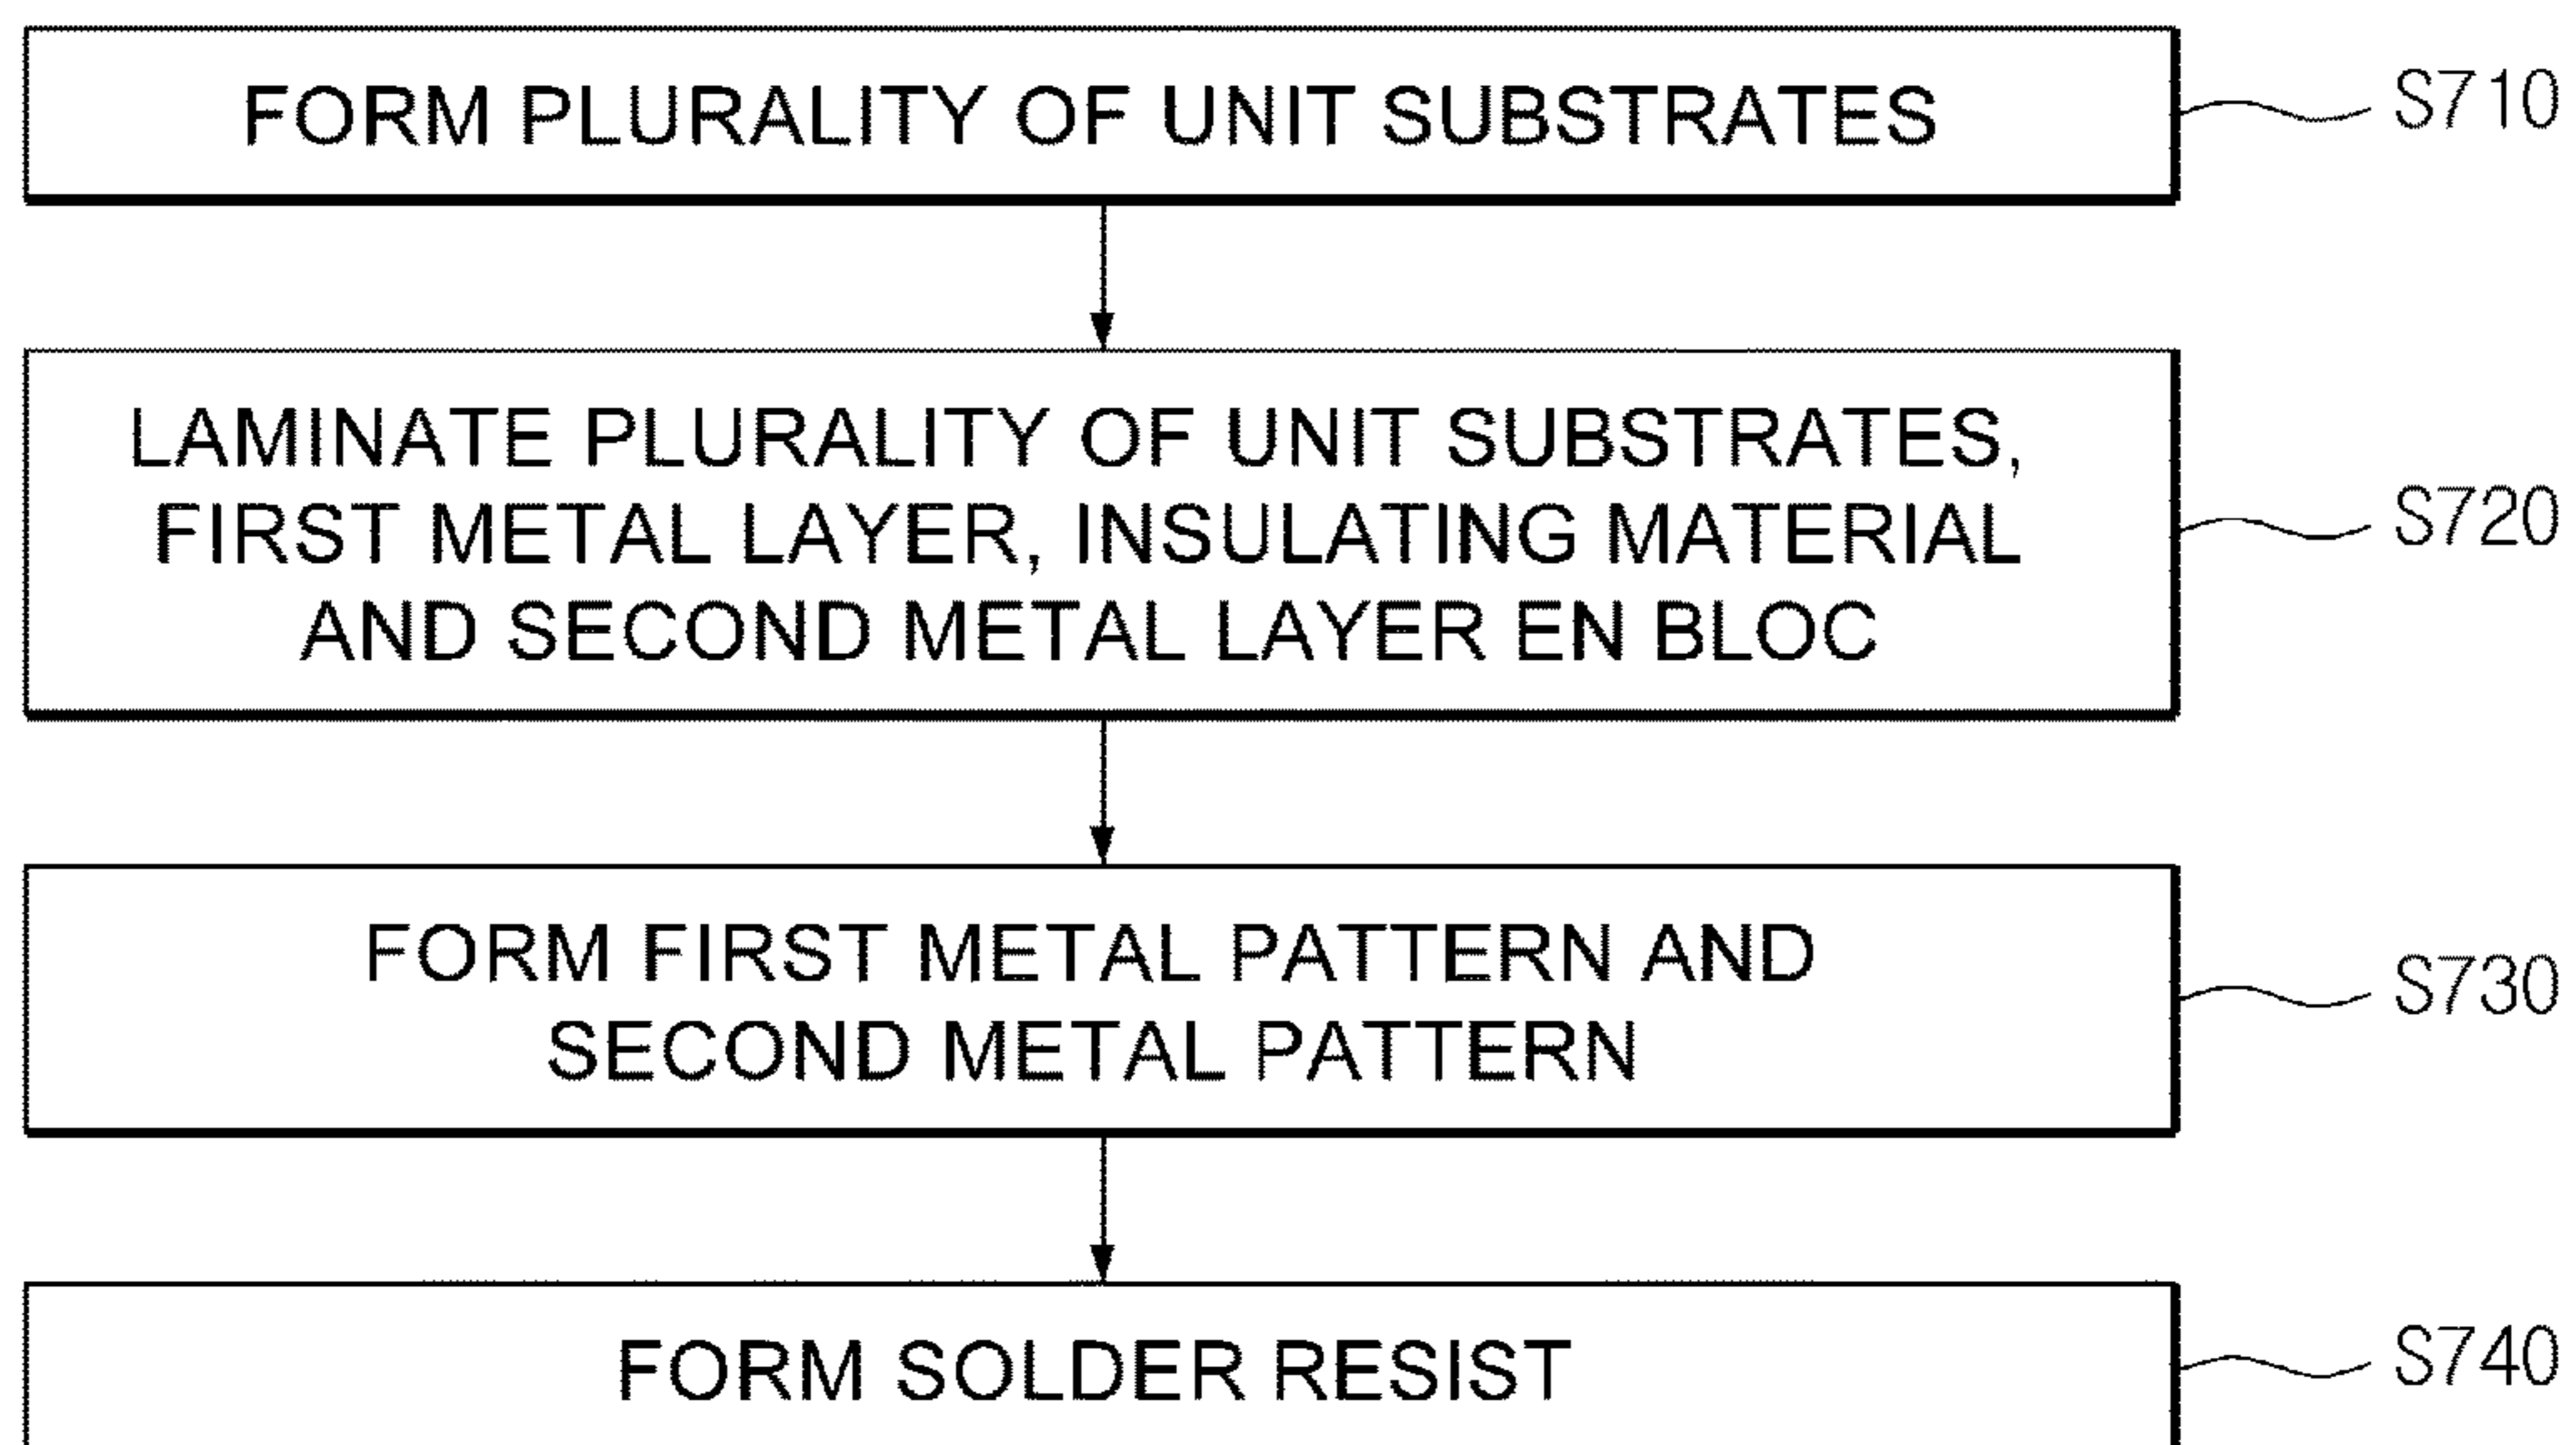 FORM PLURALITY OF UNIT SUBSTRATES
S710
LAMINATE PLURALITY OF UNIT SUBSTRATES,
FIRST METAL LAYER, INSULATING MATERIAL
AND SECOND METAL LAYER EN BLOC
S720
FORM FIRST METAL PATTERN AND
SECOND METAL PATTERN
S730
FORM SOLDER RESIST
S740